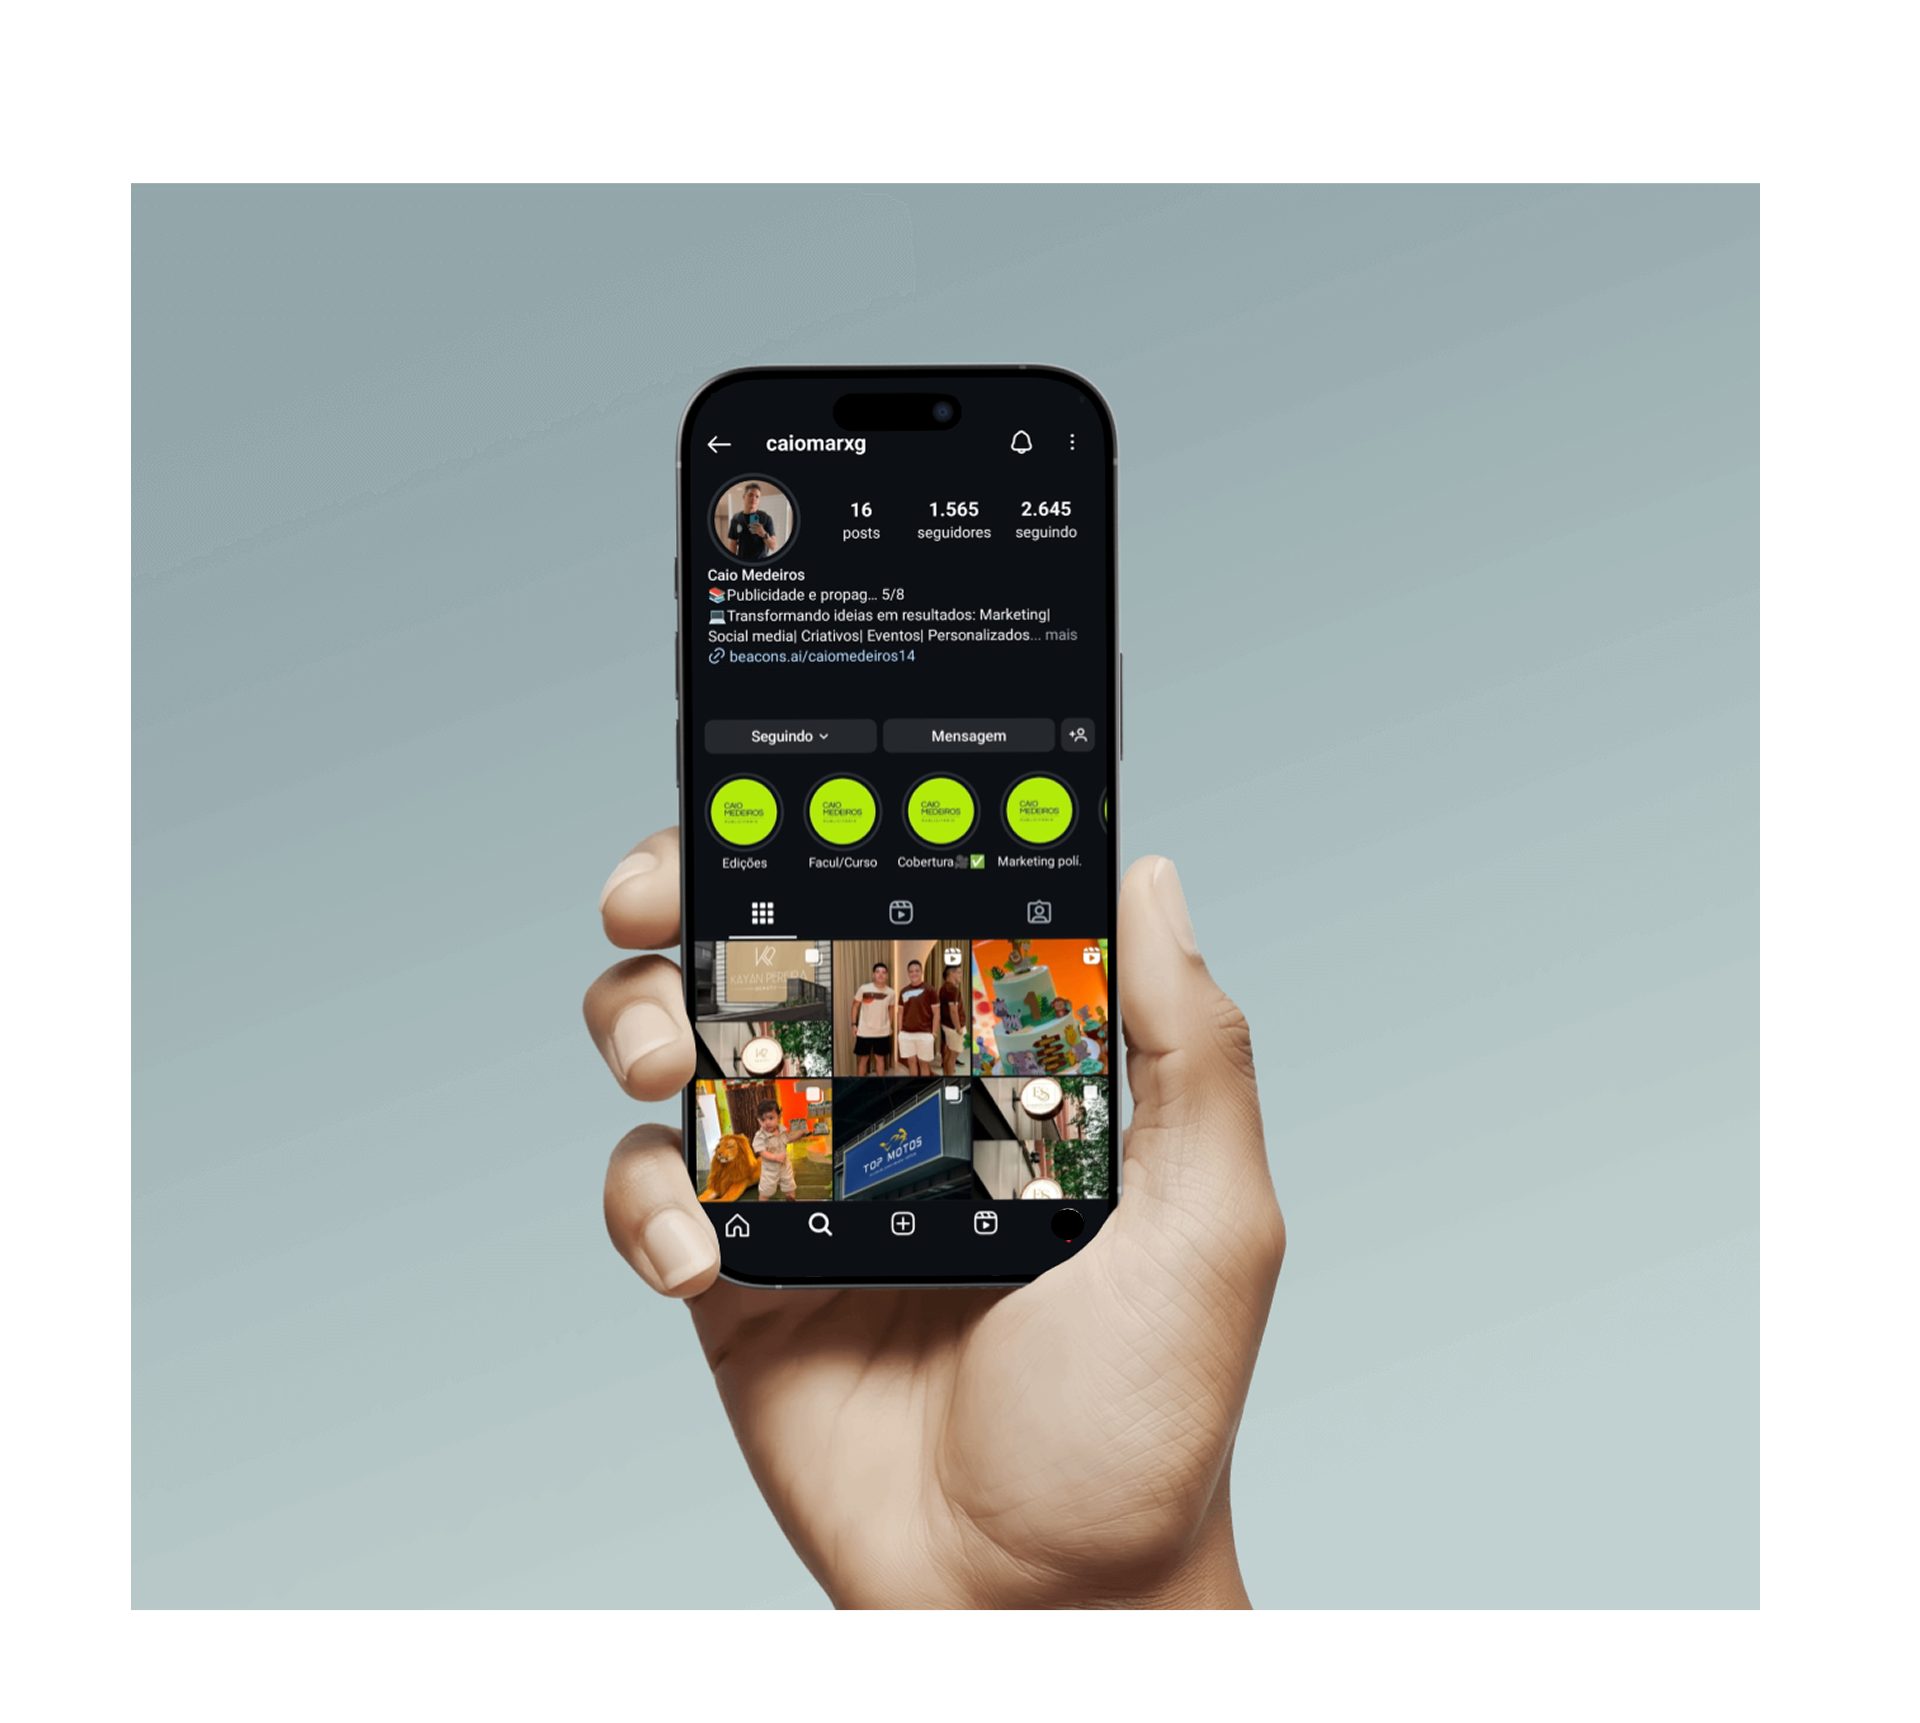 caiomarxg
16 1.565 2.645
posts seguidores seguindo
Caio Medeiros
📚Publicidade e propag... 5/8
💻Transformando ideias em resultados: Marketing|
Social media| Criativos| Eventos| Personalizados... mais
beacons.ai/caiomedeiros14
Seguindo Mensagem
CAIO
MEDEIROS
CAIO
MEDEIROS
CAIO
MEDEIROS
CAIO
MEDEIROS
Edições Facul/Curso Cobertura🎥✅ Marketing polí.
KAYAN PEREIRA
1
TOP MOTOS